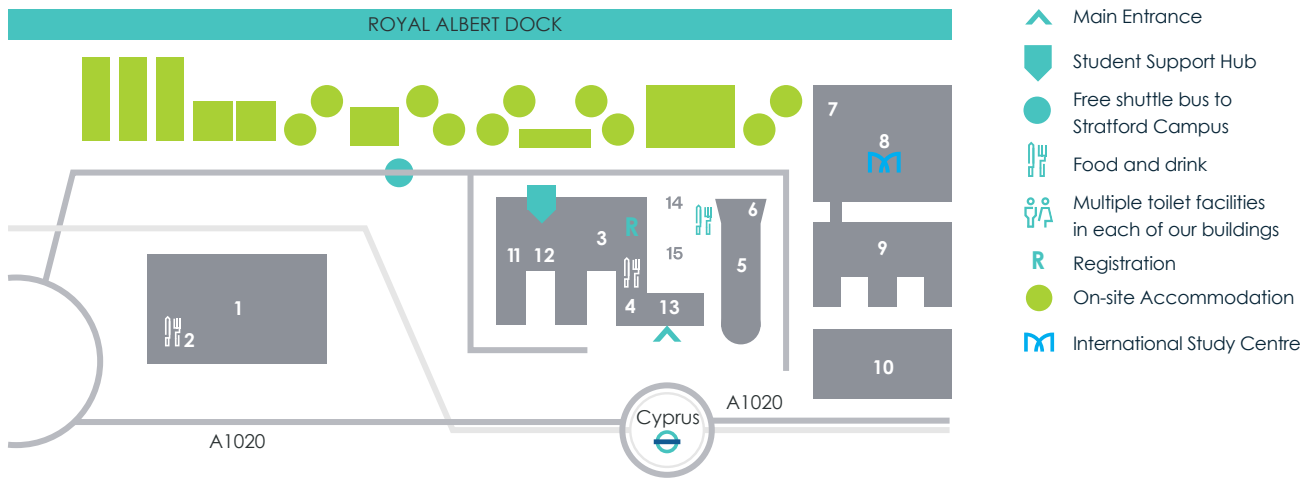 ROYAL ALBERT DOCK
7
8
14
6
R
3
11
12
15
5
9
1
4
13
2
10
A1020
Cyprus
A1020
Main Entrance
Student Support Hub
Free shuttle bus to
Stratford Campus
Food and drink
Multiple toilet facilities
in each of our buildings
R Registration
On-site Accommodation
International Study Centre